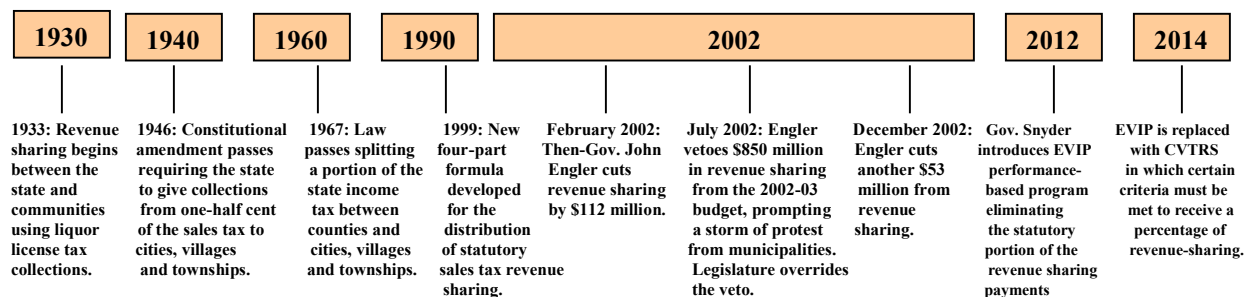 1930
1940
1960
1990
2002
2012
2014
1933: Revenue
sharing begins
between the
state and
communities
using liquor
license tax
collections.
1946: Constitutional
amendment passes
requiring the state
to give collections
from one-half cent
of the sales tax to
cities, villages
and townships.
1967: Law
passes splitting
a portion of the
state income
tax between
counties and
cities, villages
and townships.
1999: New
four-part
formula
developed
for the
distribution
of statutory
sales tax revenue
sharing.
February 2002:
Then-Gov. John
Engler cuts
revenue sharing
by $112 million.
July 2002: Engler
vetoes $850 million
in revenue sharing
from the 2002-03
budget, prompting
a storm of protest
from municipalities.
Legislature overrides
the veto.
December 2002:
Engler cuts
another $53
million from
revenue
sharing.
Gov. Snyder
introduces EVIP
performance-
based program
eliminating
the statutory
portion of the
revenue sharing
payments
EVIP is replaced
with CVTRS
in which certain
criteria must be
met to receive a
percentage of
revenue-sharing.